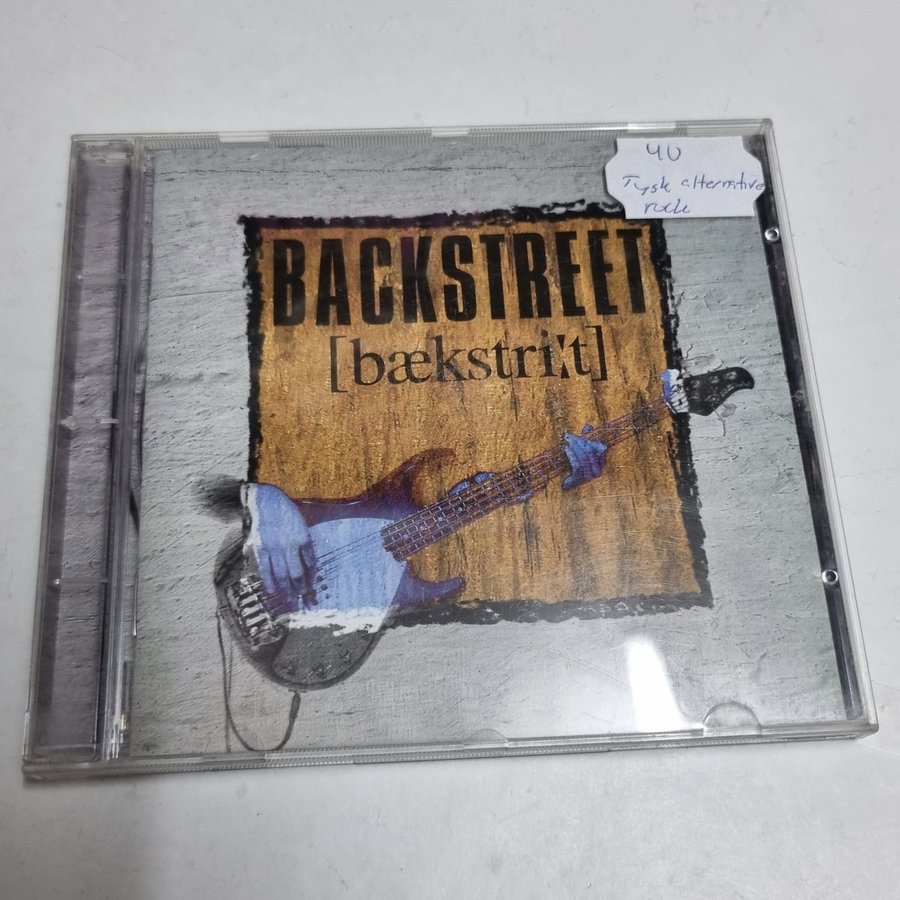 40
Tysk alternative
rock
BACKSTREET
[bækstri:t]